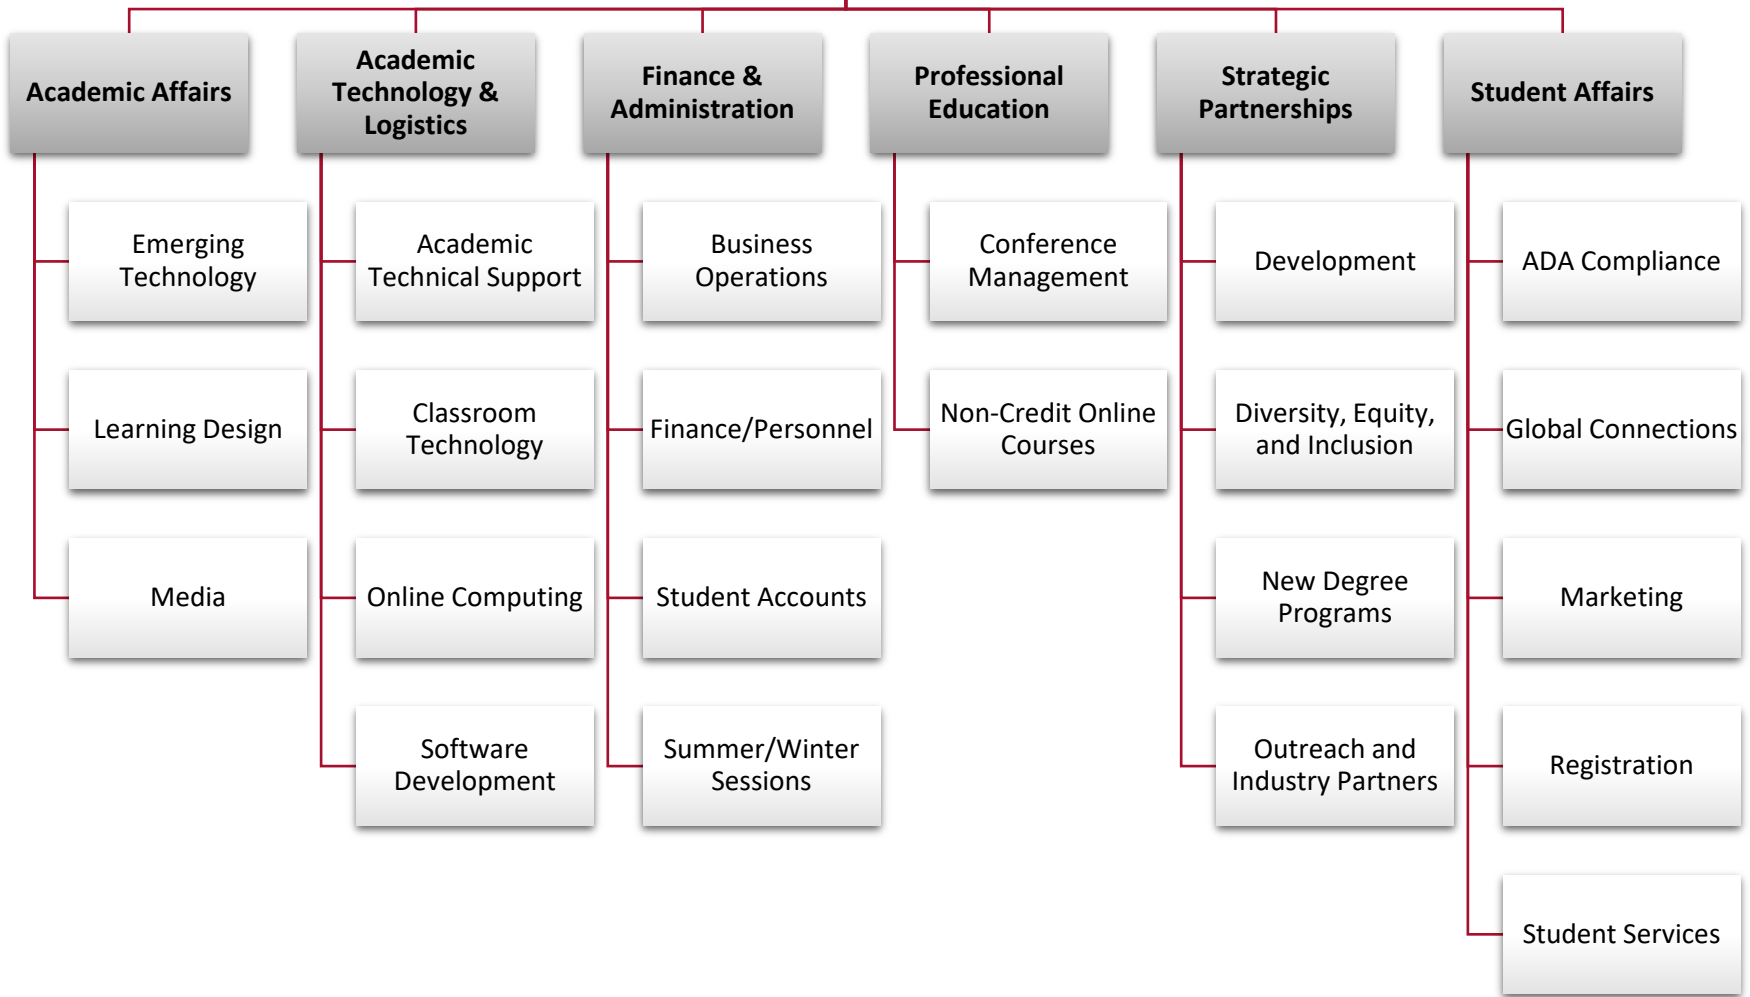 Academic Affairs
Emerging
Technology
Learning Design
Media
Academic
Technology &
Logistics
Academic
Technical Support
Classroom
Technology
Online Computing
Software
Development
Finance &
Administration
Business
Operations
Finance/Personnel
Student Accounts
Summer/Winter
Sessions
Professional
Education
Conference
Management
Non-Credit Online
Courses
Strategic
Partnerships
Development
Diversity, Equity,
and Inclusion
New Degree
Programs
Outreach and
Industry Partners
Student Affairs
ADA Compliance
Global Connections
Marketing
Registration
Student Services